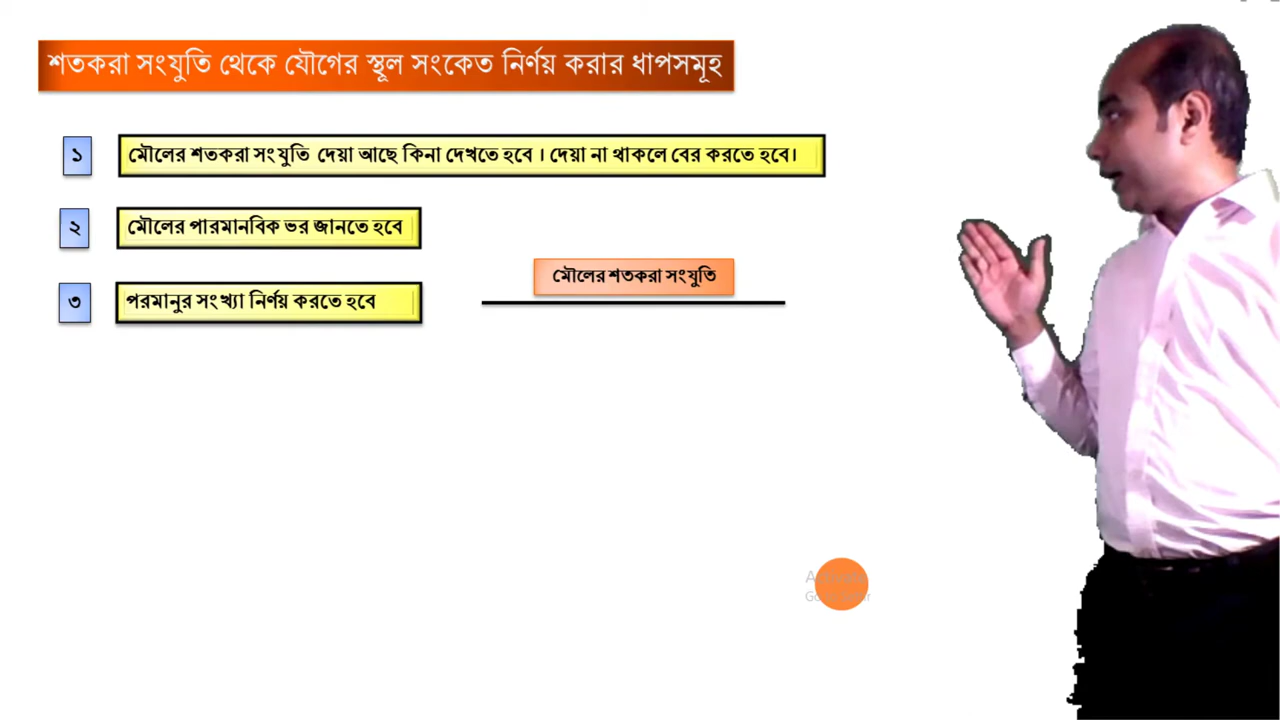 শতকরা সংযুতি থেকে যৌগের স্থূল সংকেত নির্ণয় করার ধাপসমূহ
১ মৌলের শতকরা সংযুতি দেয়া আছে কিনা দেখতে হবে । দেয়া না থাকলে বের করতে হবে।
২ মৌলের পারমানবিক ভর জানতে হবে
মৌলের শতকরা সংযুতি
৩ পরমানুর সংখ্যা নির্ণয় করতে হবে